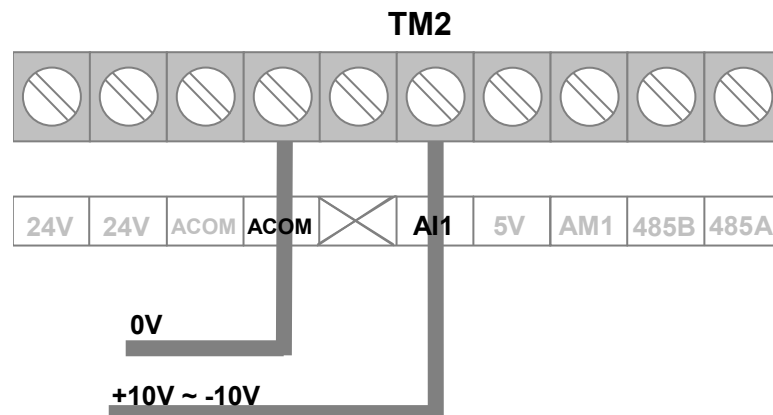 TM2
24V 24V ACOM ACOM AI1 5V AM1 485B 485A
0V
+10V ~ -10V